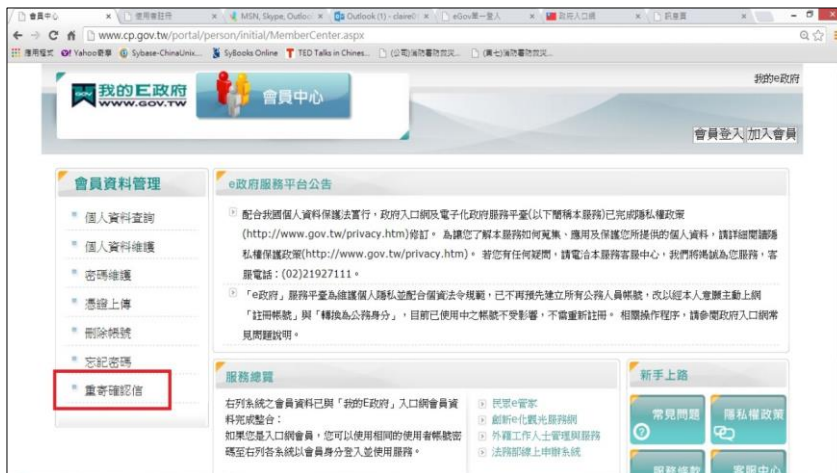 會員中心
使用者註冊
MSN, Skype, Outloo
Outlook (1) - claire0
eGov單一登入
政府入口網
訊息頁
www.cp.gov.tw/portal/person/initial/MemberCenter.aspx
應用程式 Yahoo奇摩 Sybase-ChinaUnix... SyBooks Online TED Talks in Chines...
我的e政府
我的E政府
WWW.GOV.TW
會員中心
會員登入 加入會員
會員資料管理
個人資料查詢
個人資料維護
密碼維護
憑證上傳
刪除帳號
忘記密碼
重寄確認信
e政府服務平台公告
配合我國個人資料保護法實行,政府入口網及電子化政府服務平臺(以下簡稱本服務)已完成隱私權政策
(http://www.gov.tw/privacy.htm)修訂。 為讓您了解本服務如何蒐集、應用及保護您所提供的個人資料,請詳細閱讀隱
私權保護政策(http://www.gov.tw/privacy.htm)。 若您有任何疑問,請電洽本服務客服中心,我們將竭誠為您服務,客
服電話:(02)21927111。
「e政府」服務平臺為維護個人隱私並配合個資法令規範,已不再預先建立所有公務人員帳號,改以經本人意願主動上網
「註冊帳號」與「轉換為公務身分」,目前已使用中之帳號不受影響,不需重新註冊。 相關操作程序,請參閱政府入口網常
見問題說明。
服務總覽
右列系統之會員資料已與「我的E政府」入口網會員資
料完成整合:
如果您是入口網會員,您可以使用相同的使用者帳號密
碼至右列各系統以會員身分登入並使用服務。
民眾e管家
創新e化觀光服務網
外籍工作人士管理與服務
法務部線上申辦系統
新手上路
常見問題
隱私權政策
服務條款
客服中心